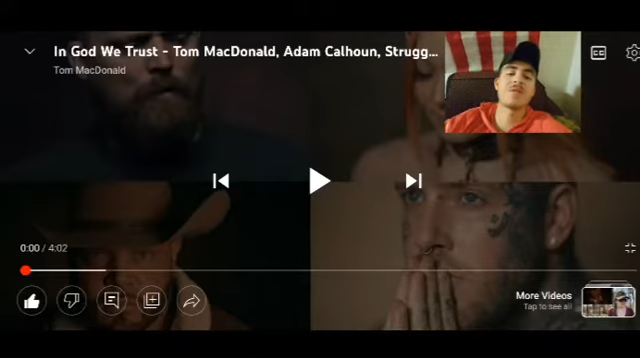 In God We Trust - Tom MacDonald, Adam Calhoun, Strugg...
Tom MacDonald
CC
0:00 / 4:02
More Videos
Tap to see all